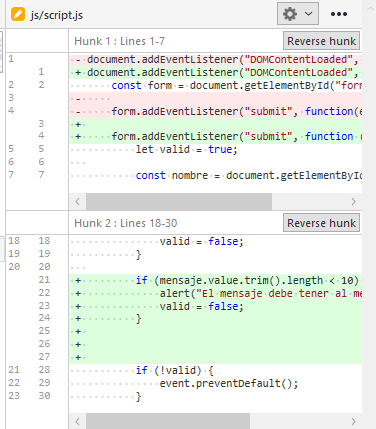 js/script.js
Hunk 1 : Lines 1-7 Reverse hunk
1 - document.addEventListener("DOMContentLoaded",
1 + document.addEventListener("DOMContentLoaded",
2 2 const form = document.getElementById("form
3 -
4 - form.addEventListener("submit", function(e
3 +
4 + form.addEventListener("submit", function (
5 5 let valid = true;
6 6
7 7 const nombre = document.getElementById
Hunk 2 : Lines 18-30 Reverse hunk
18 18 valid = false;
19 19 }
20 20
21 + if (mensaje.value.trim().length < 10)
22 + alert("El mensaje debe tener al me
23 + valid = false;
24 + }
25 +
26 +
27 +
21 28 if (!valid) {
22 29 event.preventDefault();
23 30 }